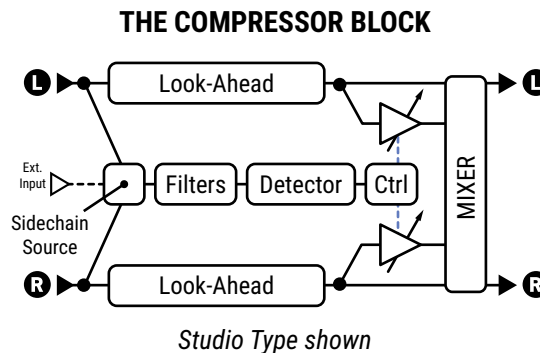 THE COMPRESSOR BLOCK
L
Look-Ahead
L
Ext.
Input
Filters
Detector
Ctrl
MIXER
Sidechain
Source
R
Look-Ahead
R
Studio Type shown